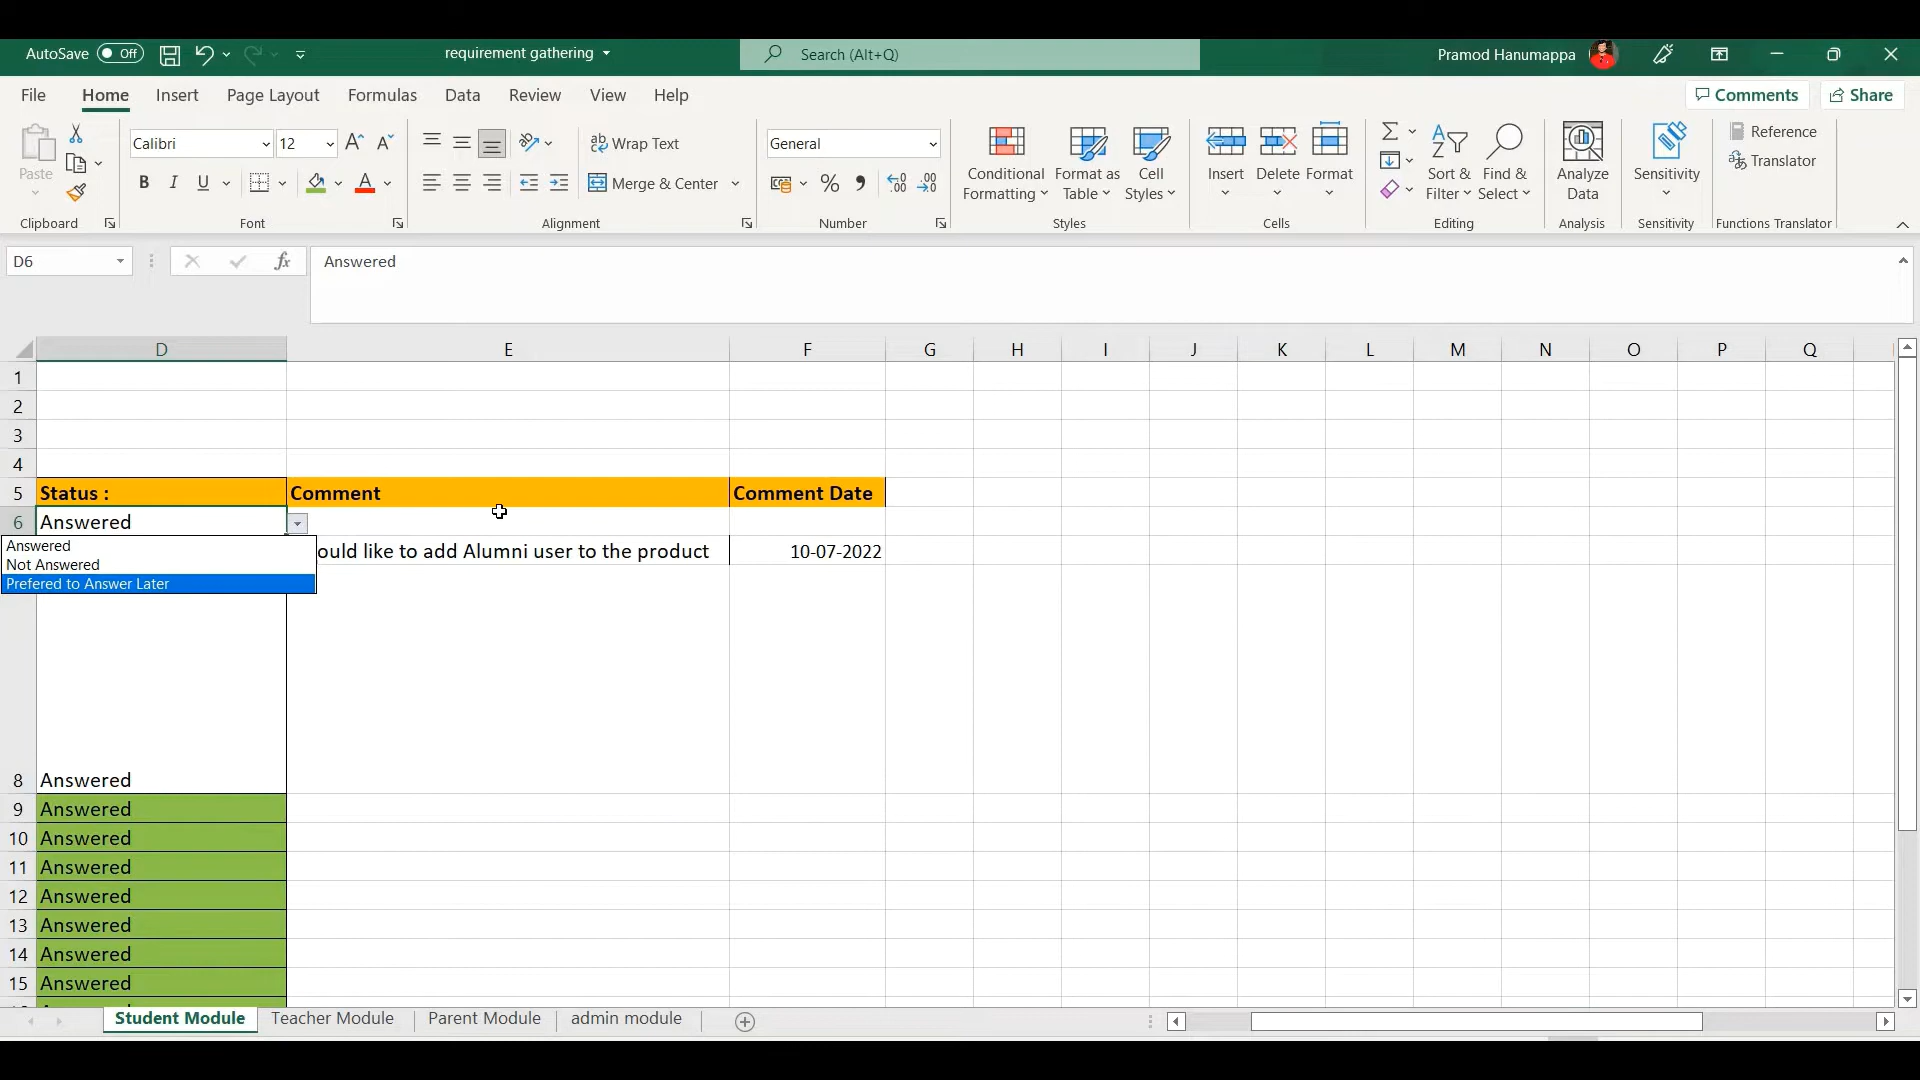 AutoSave Off requirement gathering Search (Alt+Q) Pramod Hanumappa
File Home Insert Page Layout Formulas Data Review View Help Comments Share
Paste
Clipboard
Calibri 12
B I U
Font
Wrap Text
Merge & Center
Alignment
General
Number
Conditional Formatting
Format as Table
Cell Styles
Styles
Insert Delete Format
Cells
Sort & Filter
Find & Select
Editing
Analyze Data
Analysis
Sensitivity
Sensitivity
Reference
Translator
Functions Translator
D6 fx Answered
D E F G H I J K L M N O P Q
1
2
3
4
5 Status : Comment Comment Date
6 Answered
Answered
Not Answered
Prefered to Answer Later
ould like to add Alumni user to the product 10-07-2022
8 Answered
9 Answered
10 Answered
11 Answered
12 Answered
13 Answered
14 Answered
15 Answered
Student Module Teacher Module Parent Module admin module